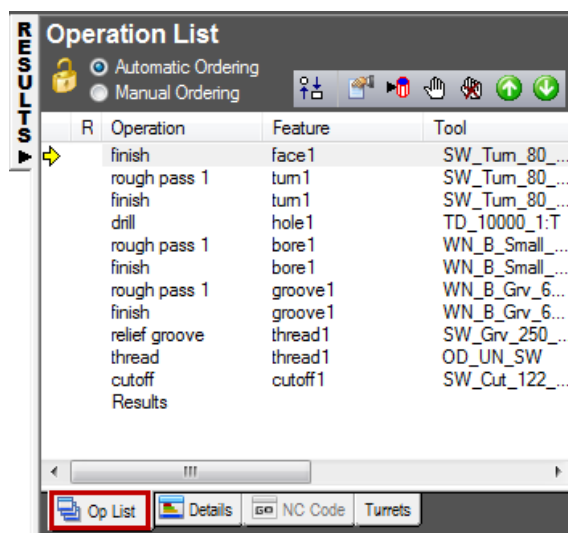 RESULTS
Operation List
Automatic Ordering
Manual Ordering
R Operation Feature Tool
finish face1 SW_Turn_80_...
rough pass 1 turn1 SW_Turn_80_...
finish turn1 SW_Turn_80_...
drill hole1 TD_10000_1:T
rough pass 1 bore1 WN_B_Small_...
finish bore1 WN_B_Small_...
rough pass 1 groove1 WN_B_Grv_6...
finish groove1 WN_B_Grv_6...
relief groove thread1 SW_Grv_250_...
thread thread1 OD_UN_SW
cutoff cutoff1 SW_Cut_122_...
Results
Op List Details GO NC Code Turrets